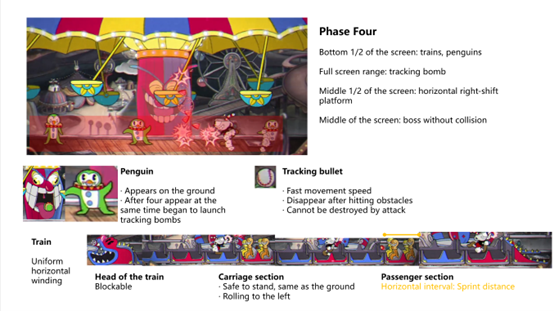 Phase Four
Bottom 1/2 of the screen: trains, penguins
Full screen range: tracking bomb
Middle 1/2 of the screen: horizontal right-shift
platform
Middle of the screen: boss without collision
Penguin
· Appears on the ground
· After four appear at the
same time began to launch
tracking bombs
Tracking bullet
· Fast movement speed
· Disappear after hitting obstacles
· Cannot be destroyed by attack
Train
Uniform
horizontal
winding
Head of the train
Blockable
Carriage section
· Safe to stand, same as the ground
· Rolling to the left
Passenger section
Horizontal interval: Sprint distance